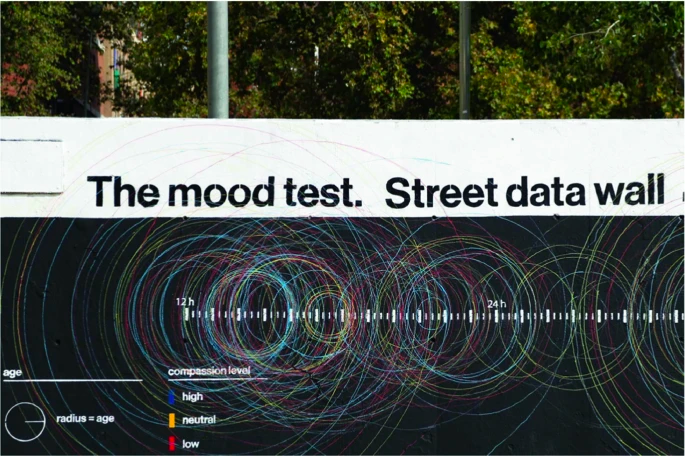 The mood test. Street data wall
12 h
24 h
age
radius = age
compassion level
high
neutral
low